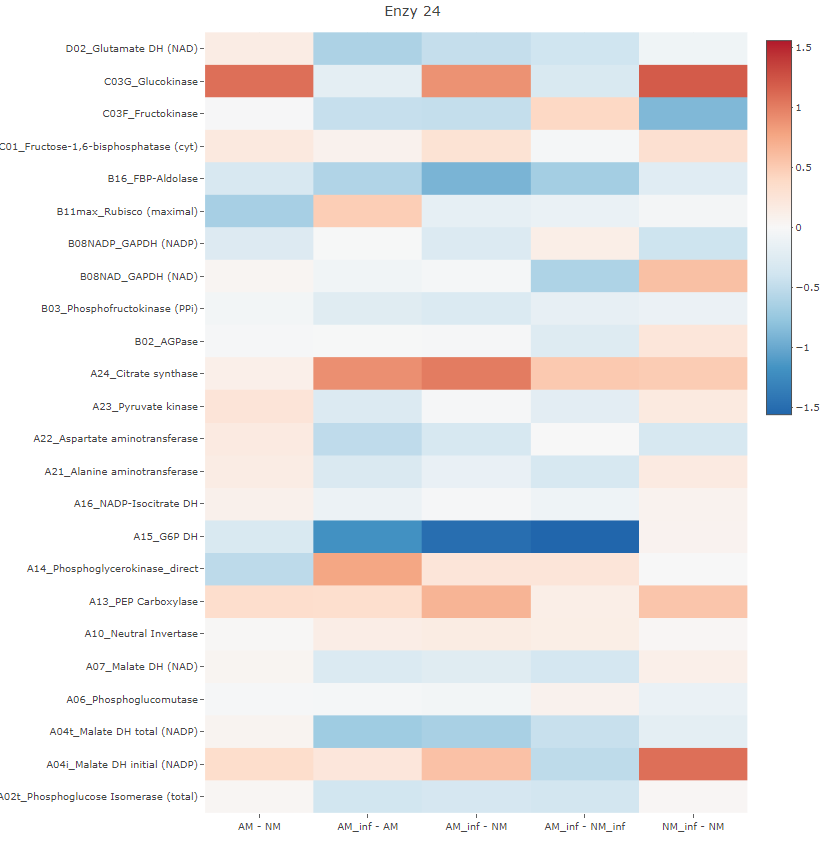 Enzy 24
D02_Glutamate DH (NAD)
C03G_Glucokinase
C03F_Fructokinase
C01_Fructose-1,6-bisphosphatase (cyt)
B16_FBP-Aldolase
B11max_Rubisco (maximal)
B08NADP_GAPDH (NADP)
B08NAD_GAPDH (NAD)
B03_Phosphofructokinase (PPi)
B02_AGPase
A24_Citrate synthase
A23_Pyruvate kinase
A22_Aspartate aminotransferase
A21_Alanine aminotransferase
A16_NADP-Isocitrate DH
A15_G6P DH
A14_Phosphoglycerokinase_direct
A13_PEP Carboxylase
A10_Neutral Invertase
A07_Malate DH (NAD)
A06_Phosphoglucomutase
A04t_Malate DH total (NADP)
A04i_Malate DH initial (NADP)
A02t_Phosphoglucose Isomerase (total)
AM - NM
AM_inf - AM
AM_inf - NM
AM_inf - NM_inf
NM_inf - NM
1.5
1
0.5
0
−0.5
−1
−1.5